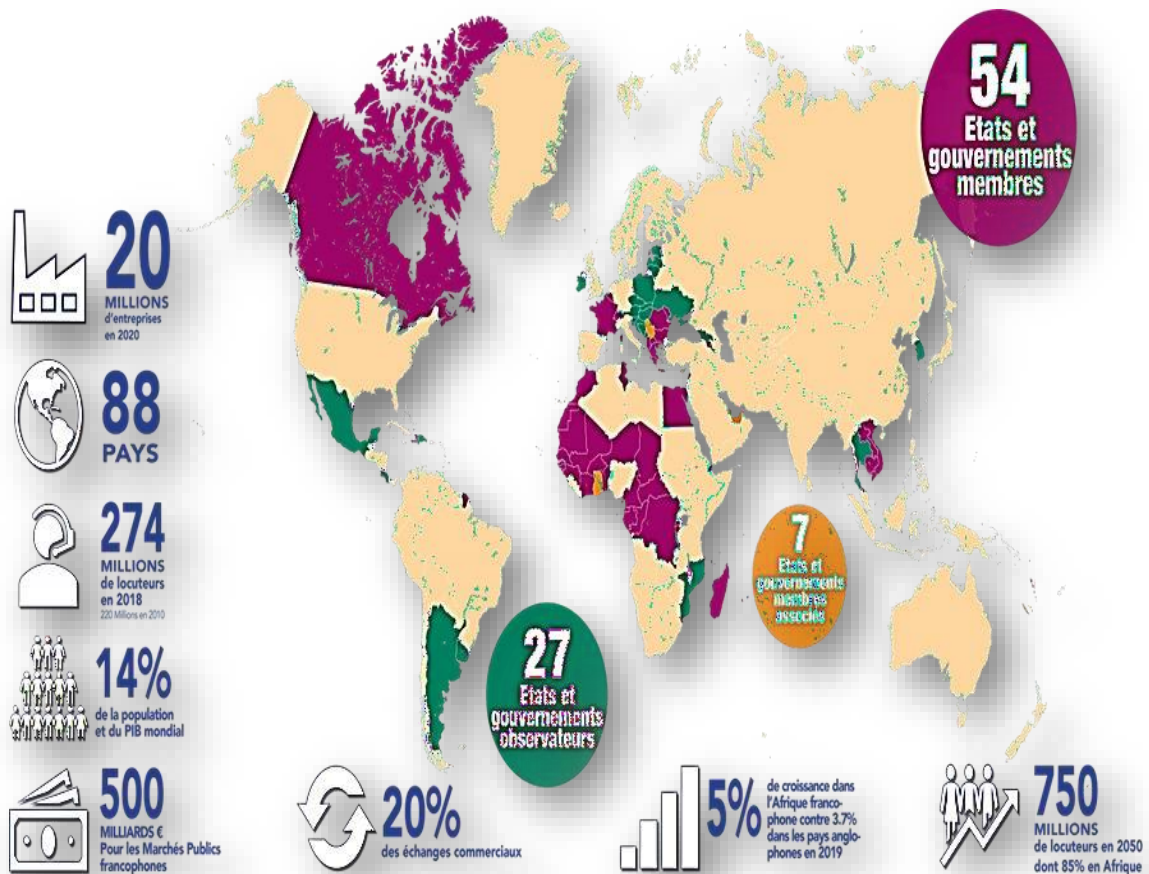 54
Etats et
gouvernements
membres
20
MILLIONS
d'entreprises
en 2020
88
PAYS
274
MILLIONS
de locuteurs
en 2018
220 Millions en 2010
14%
de la population
et du PIB mondial
500
MILLIARDS €
Pour les Marchés Publics
francophones
7
Etats et
gouvernements
membres
associés
27
Etats et
gouvernements
observateurs
20%
des échanges commerciaux
5%
de croissance dans
l'Afrique franco-
phone contre 3.7%
dans les pays anglo-
phones en 2019
750
MILLIONS
de locuteurs en 2050
dont 85% en Afrique